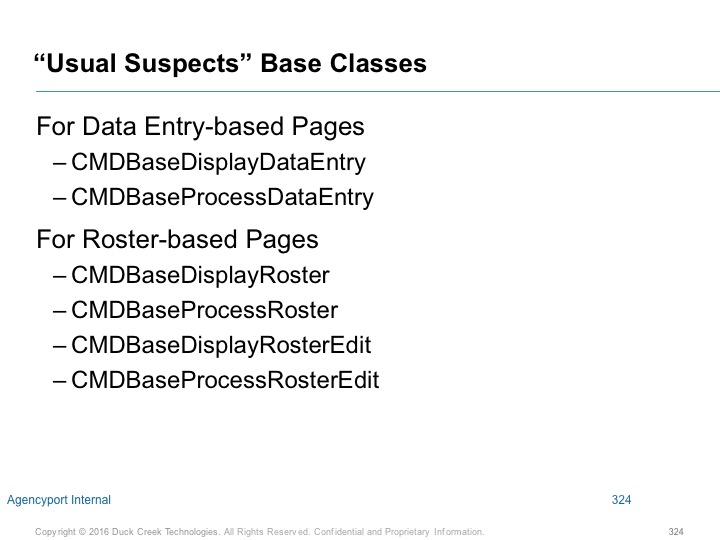 “Usual Suspects” Base Classes
For Data Entry-based Pages
– CMDBaseDisplayDataEntry
– CMDBaseProcessDataEntry
For Roster-based Pages
– CMDBaseDisplayRoster
– CMDBaseProcessRoster
– CMDBaseDisplayRosterEdit
– CMDBaseProcessRosterEdit
Agencyport Internal 324
Copyright © 2016 Duck Creek Technologies. All Rights Reserved. Confidential and Proprietary Information. 324